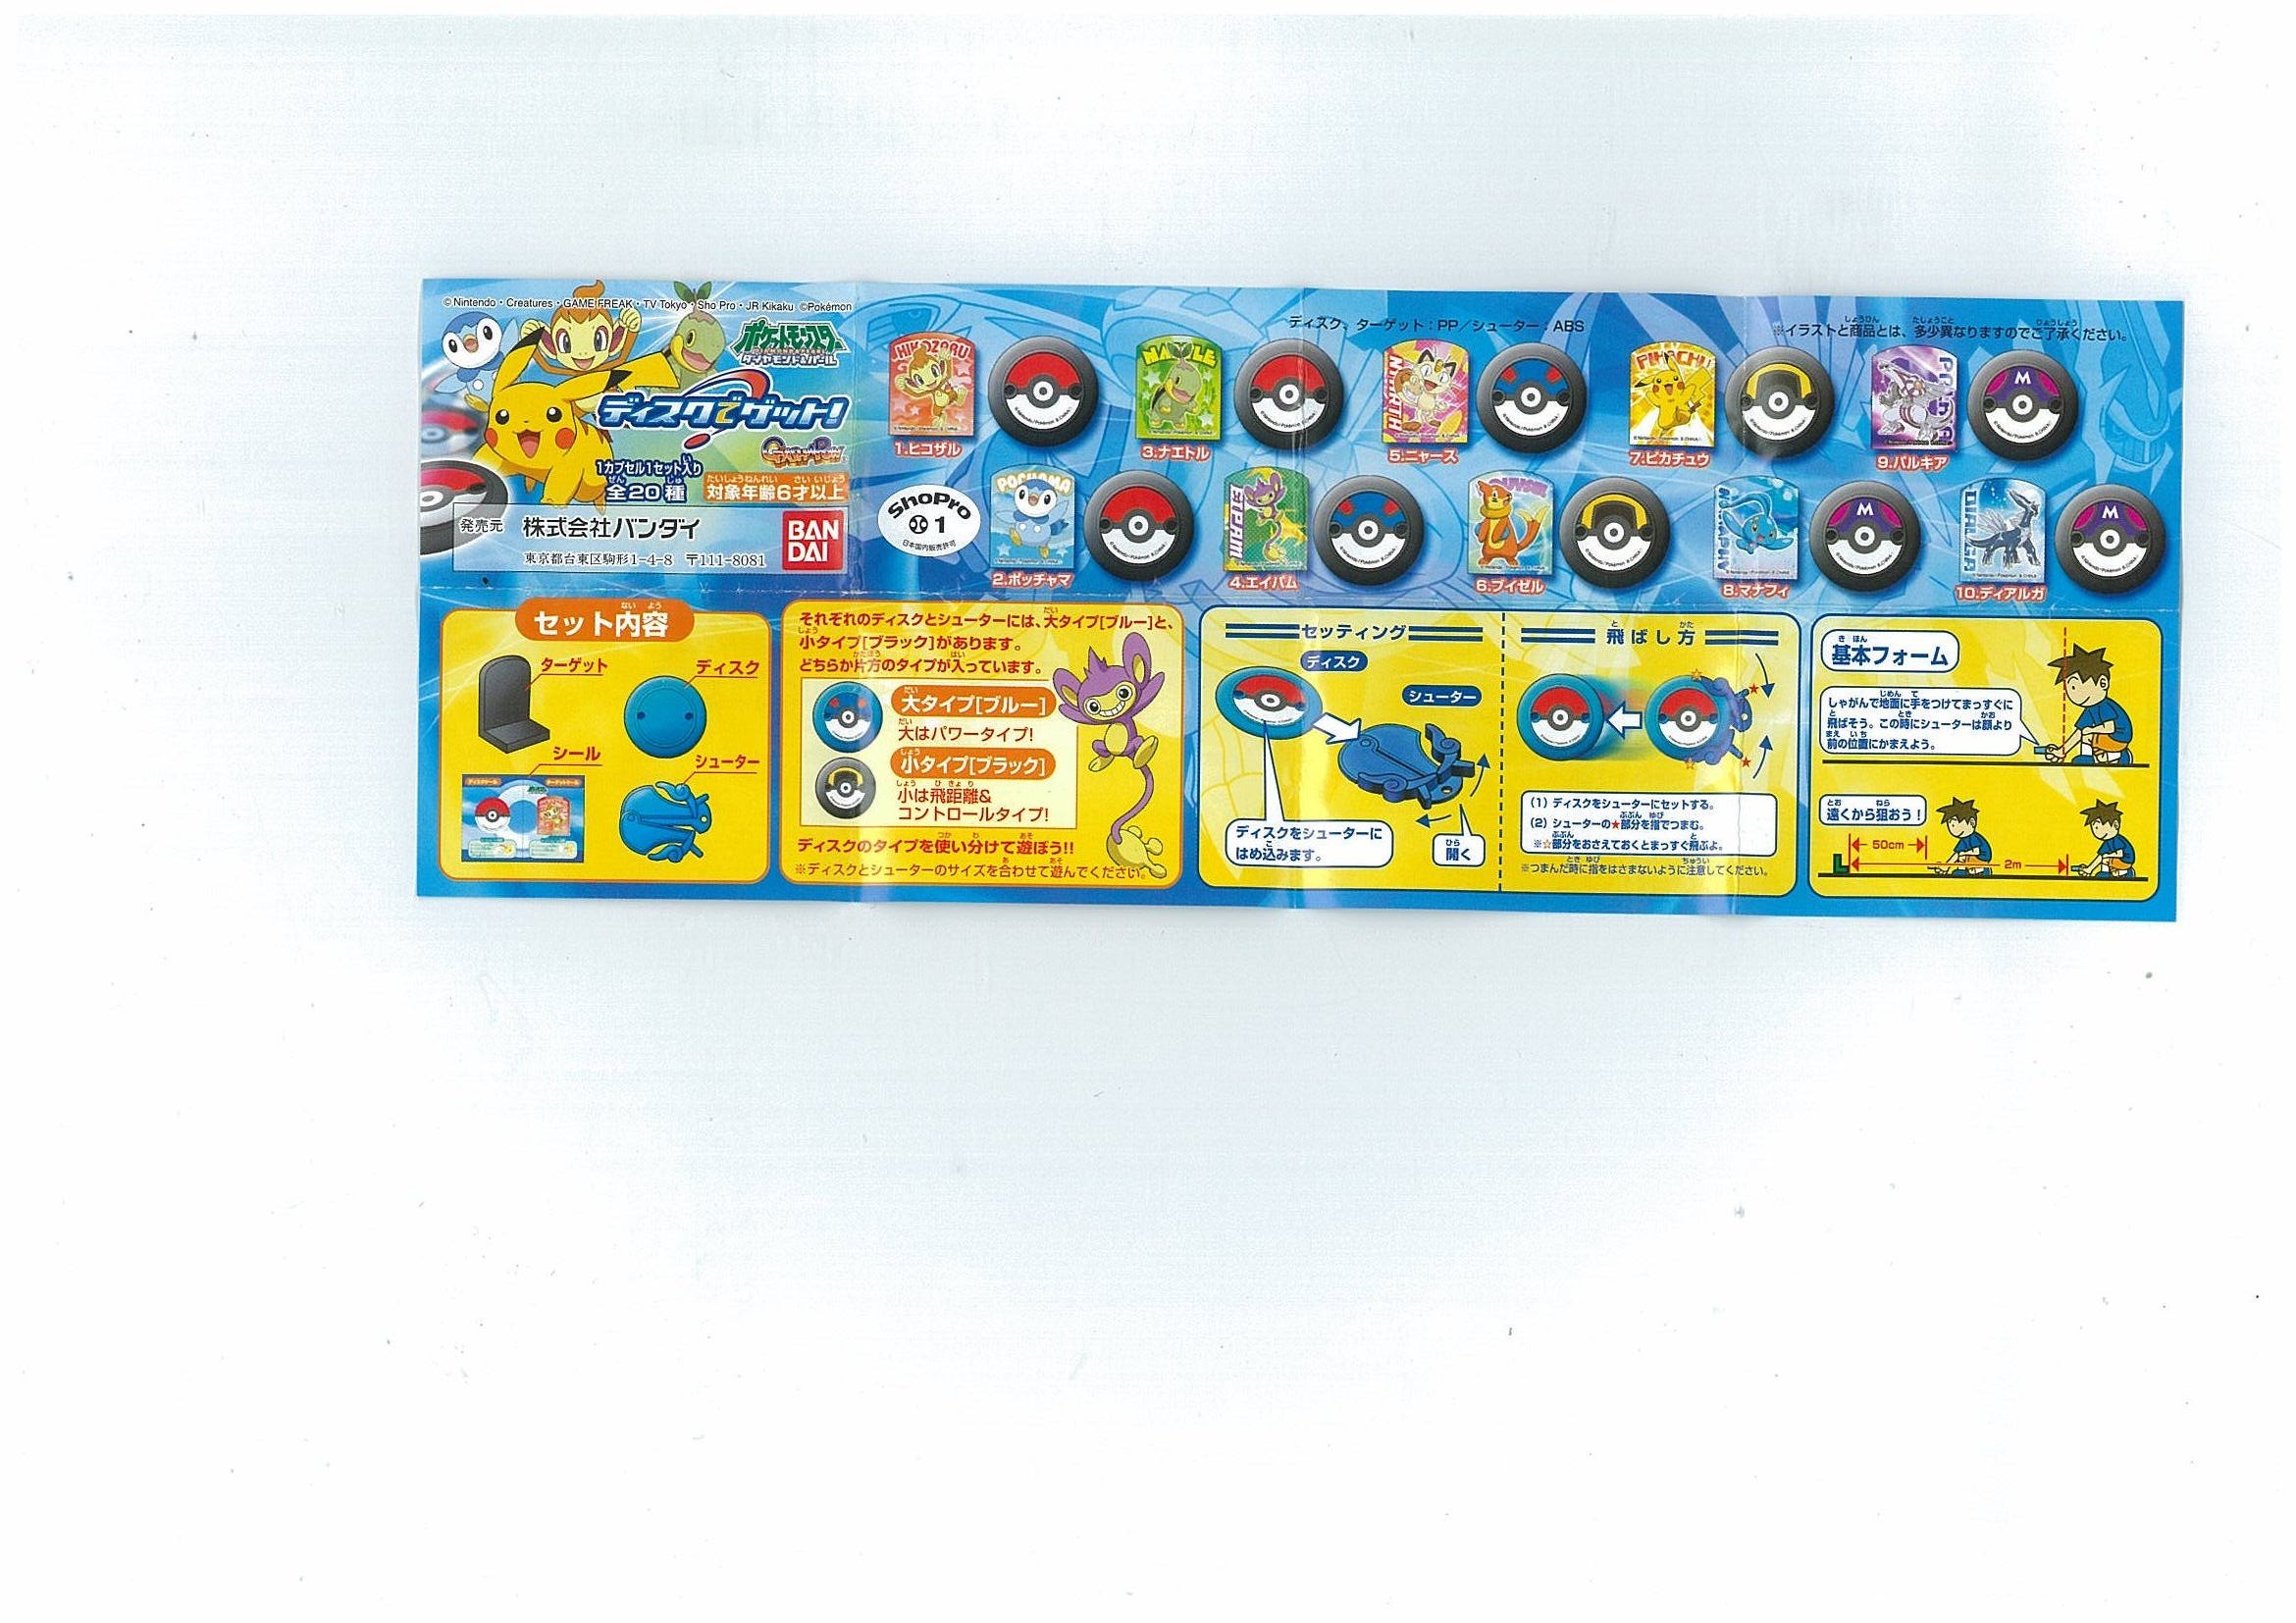 © Nintendo・Creatures・GAME FREAK・TV Tokyo・Sho Pro・JR Kikaku ©Pokémon
ポケットモンスター
ダイヤモンド&パール
ディスクでゲット!
1カプセル1セット入り
全20種
対象年齢6才以上
発売元 株式会社バンダイ
東京都台東区駒形1-4-8 〒111-8081
BAN
DAI
ディスク、ターゲット:PP/シューター:ABS
※イラストと商品とは、多少異なりますのでご了承ください。
HIKOZARU
1.ヒコザル
3.ナエトル
5.ニャース
PIKACHU
7.ピカチュウ
9.パルキア
M
ShoPro
1
日本国内販売許可
POCHAMA
2.ポッチャマ
EIPAM
4.エイパム
6.ブイゼル
8.マナフィ
M
DIALGA
10.ディアルガ
M
セット内容
ターゲット
ディスク
シール
シューター
それぞれのディスクとシューターには、大タイプ[ブルー]と、
小タイプ[ブラック]があります。
どちらか片方のタイプが入っています。
大タイプ[ブルー]
大はパワータイプ!
小タイプ[ブラック]
小は飛距離&
コントロールタイプ!
ディスクのタイプを使い分けて遊ぼう!!
※ディスクとシューターのサイズを合わせて遊んでください。
セッティング
ディスク
シューター
ディスクをシューターに
はめ込みます。
開く
飛ばし方
(1) ディスクをシューターにセットする。
(2) シューターの★部分を指でつまむ。
※☆部分をおさえておくとまっすぐ飛ぶよ。
※つまんだ時に指をはさまないように注意してください。
基本フォーム
しゃがんで地面に手をつけてまっすぐに
飛ばそう。この時にシューターは顔より
前の位置にかまえよう。
遠くから狙おう!
50cm
2m